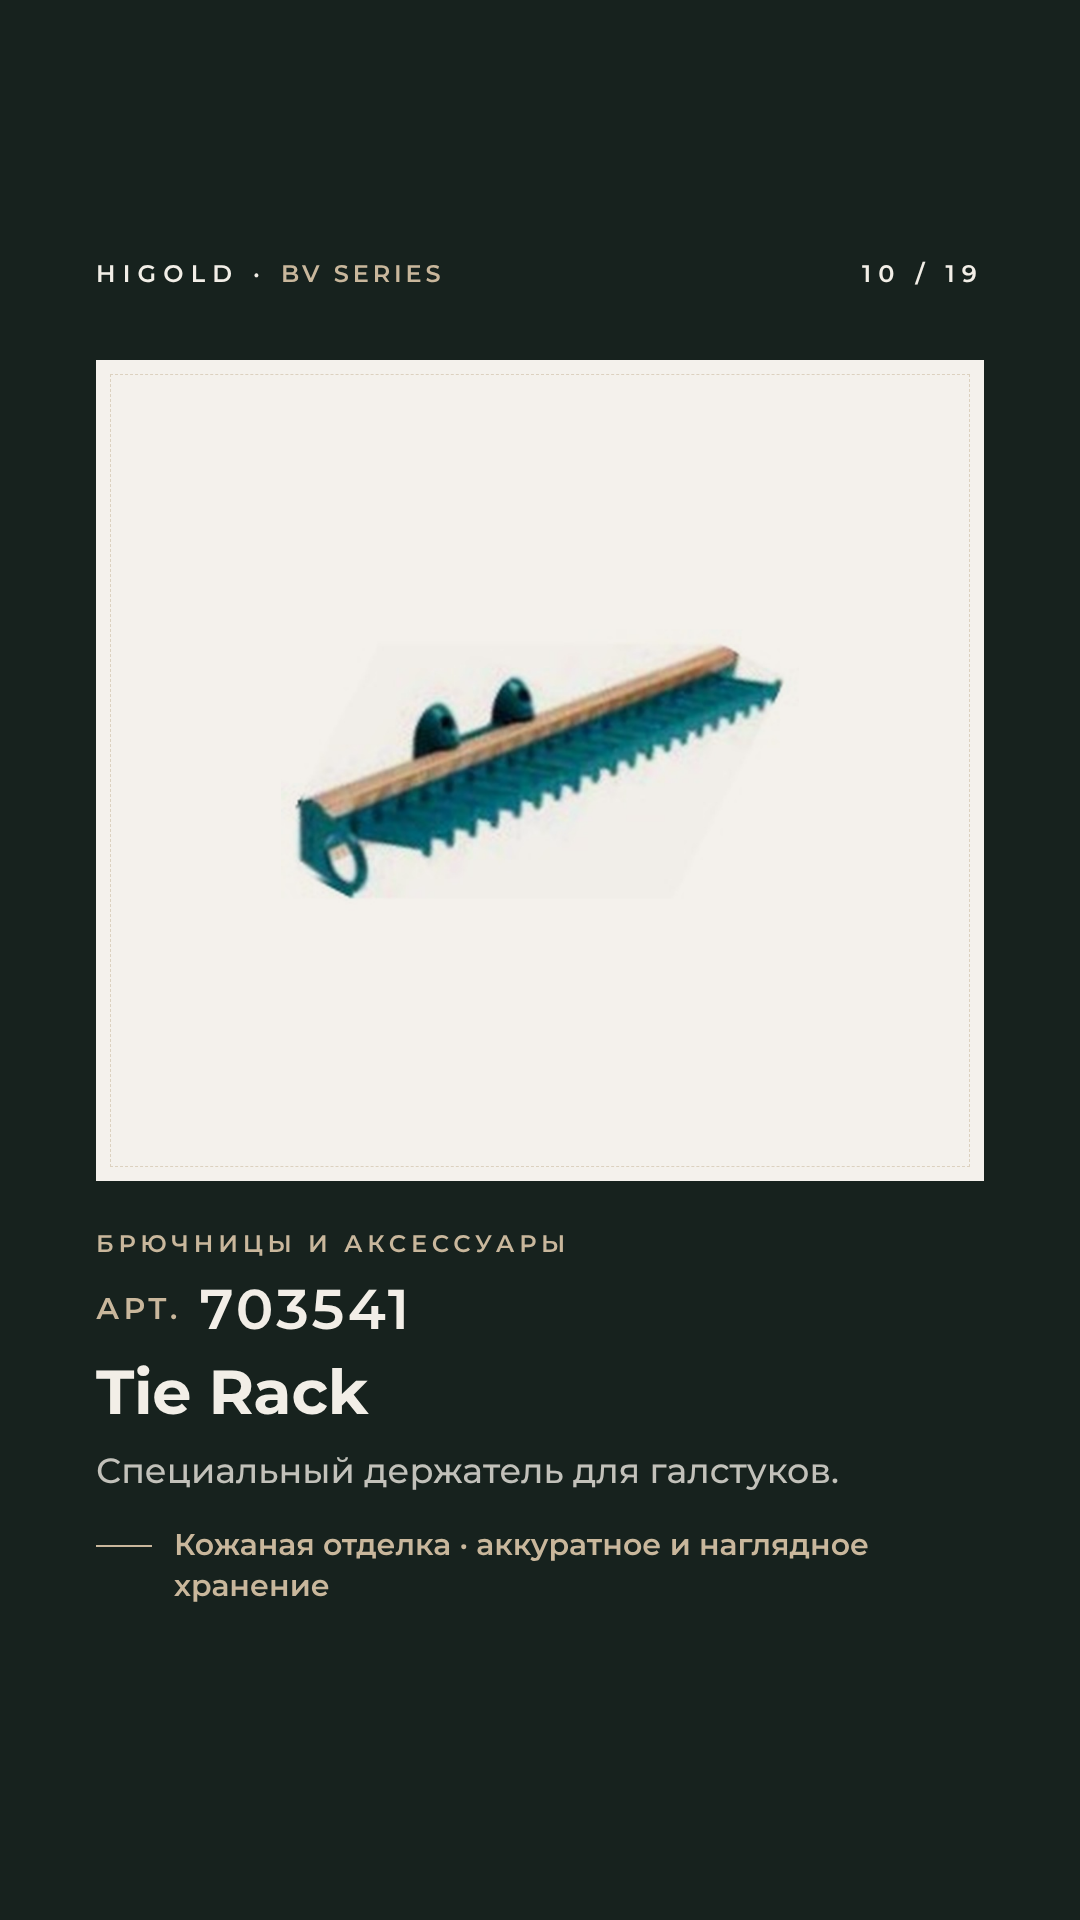 HIGOLD · BV SERIES
10 / 19
БРЮЧНИЦЫ И АКСЕССУАРЫ
АРТ. 703541
Tie Rack
Специальный держатель для галстуков.
Кожаная отделка · аккуратное и наглядное
хранение